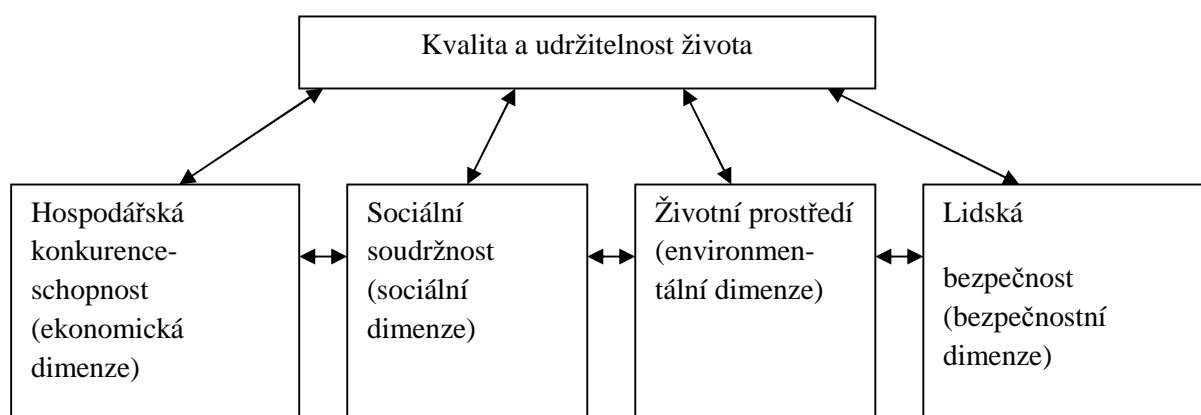 Kvalita a udržitelnost života
Hospodářská
konkurence-
schopnost
(ekonomická
dimenze)
Sociální
soudržnost
(sociální
dimenze)
Životní prostředí
(environmen-
tální dimenze)
Lidská
bezpečnost
(bezpečnostní
dimenze)